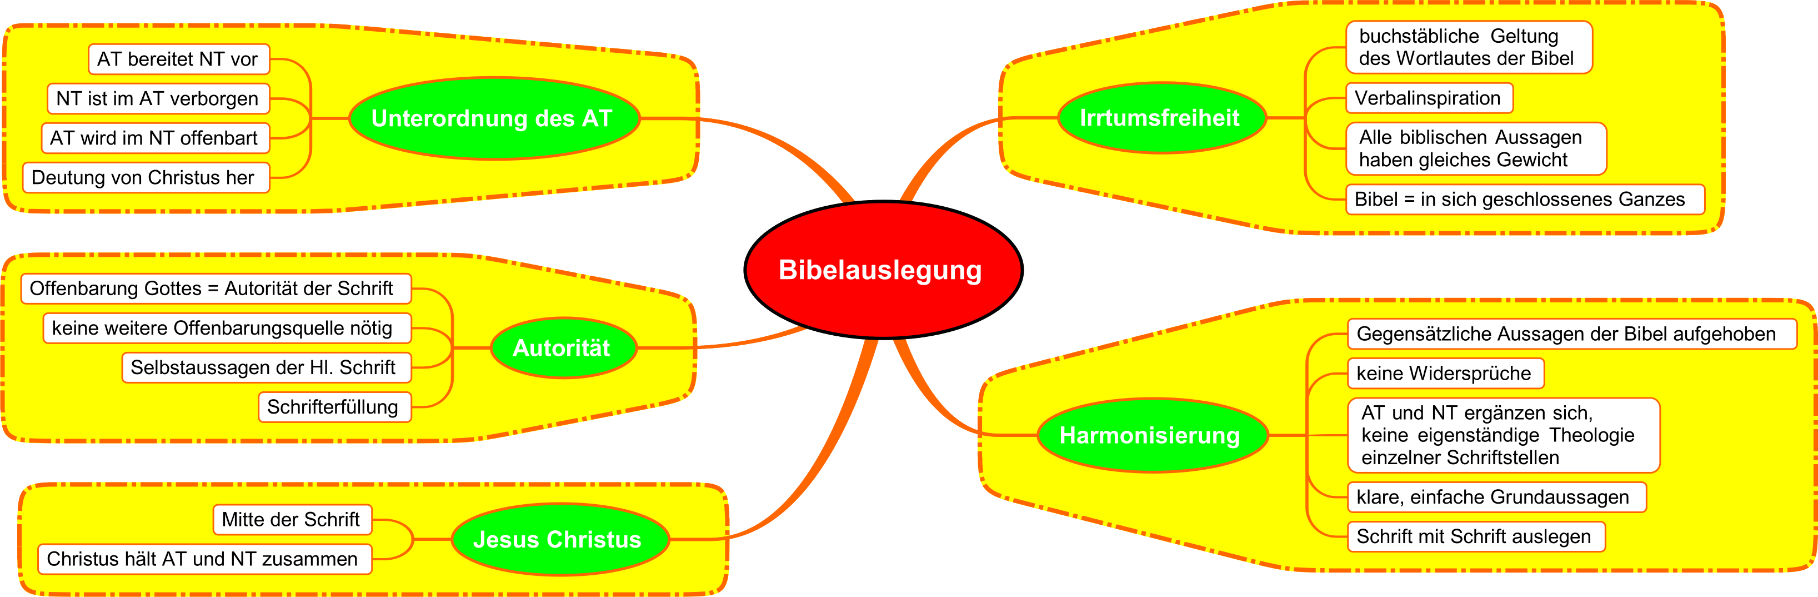 Bibelauslegung
Unterordnung des AT
AT bereitet NT vor
NT ist im AT verborgen
AT wird im NT offenbart
Deutung von Christus her
Autorität
Offenbarung Gottes = Autorität der Schrift
keine weitere Offenbarungsquelle nötig
Selbstaussagen der Hl. Schrift
Schrifterfüllung
Jesus Christus
Mitte der Schrift
Christus hält AT und NT zusammen
Irrtumsfreiheit
buchstäbliche Geltung
des Wortlautes der Bibel
Verbalinspiration
Alle biblischen Aussagen
haben gleiches Gewicht
Bibel = in sich geschlossenes Ganzes
Harmonisierung
Gegensätzliche Aussagen der Bibel aufgehoben
keine Widersprüche
AT und NT ergänzen sich,
keine eigenständige Theologie
einzelner Schriftstellen
klare, einfache Grundaussagen
Schrift mit Schrift auslegen